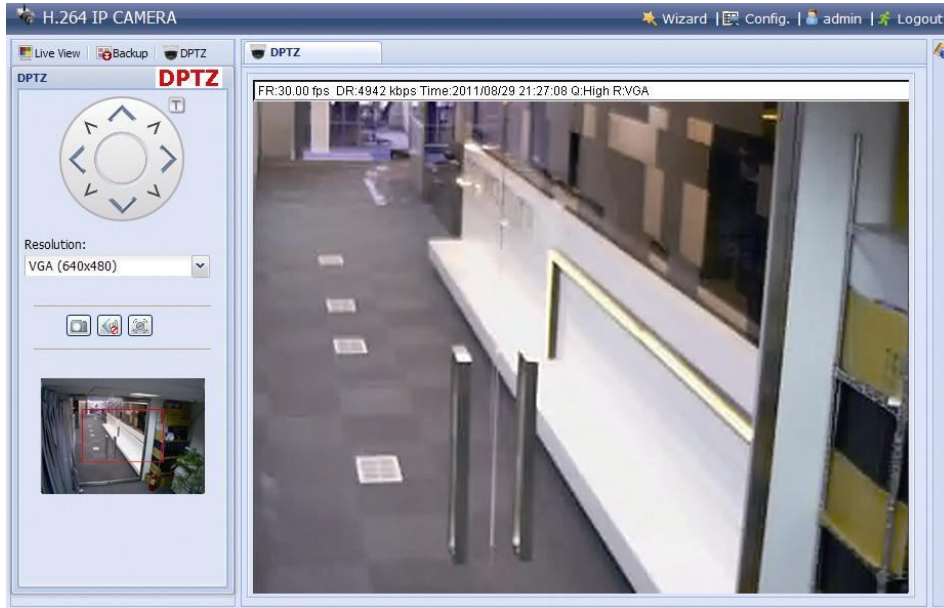 H.264 IP CAMERA
Wizard | Config. | admin | Logout
Live View | Backup | DPTZ
DPTZ
DPTZ DPTZ
T
FR:30.00 fps DR:4942 kbps Time:2011/08/29 21:27:08 Q:High R:VGA
Resolution:
VGA (640x480)